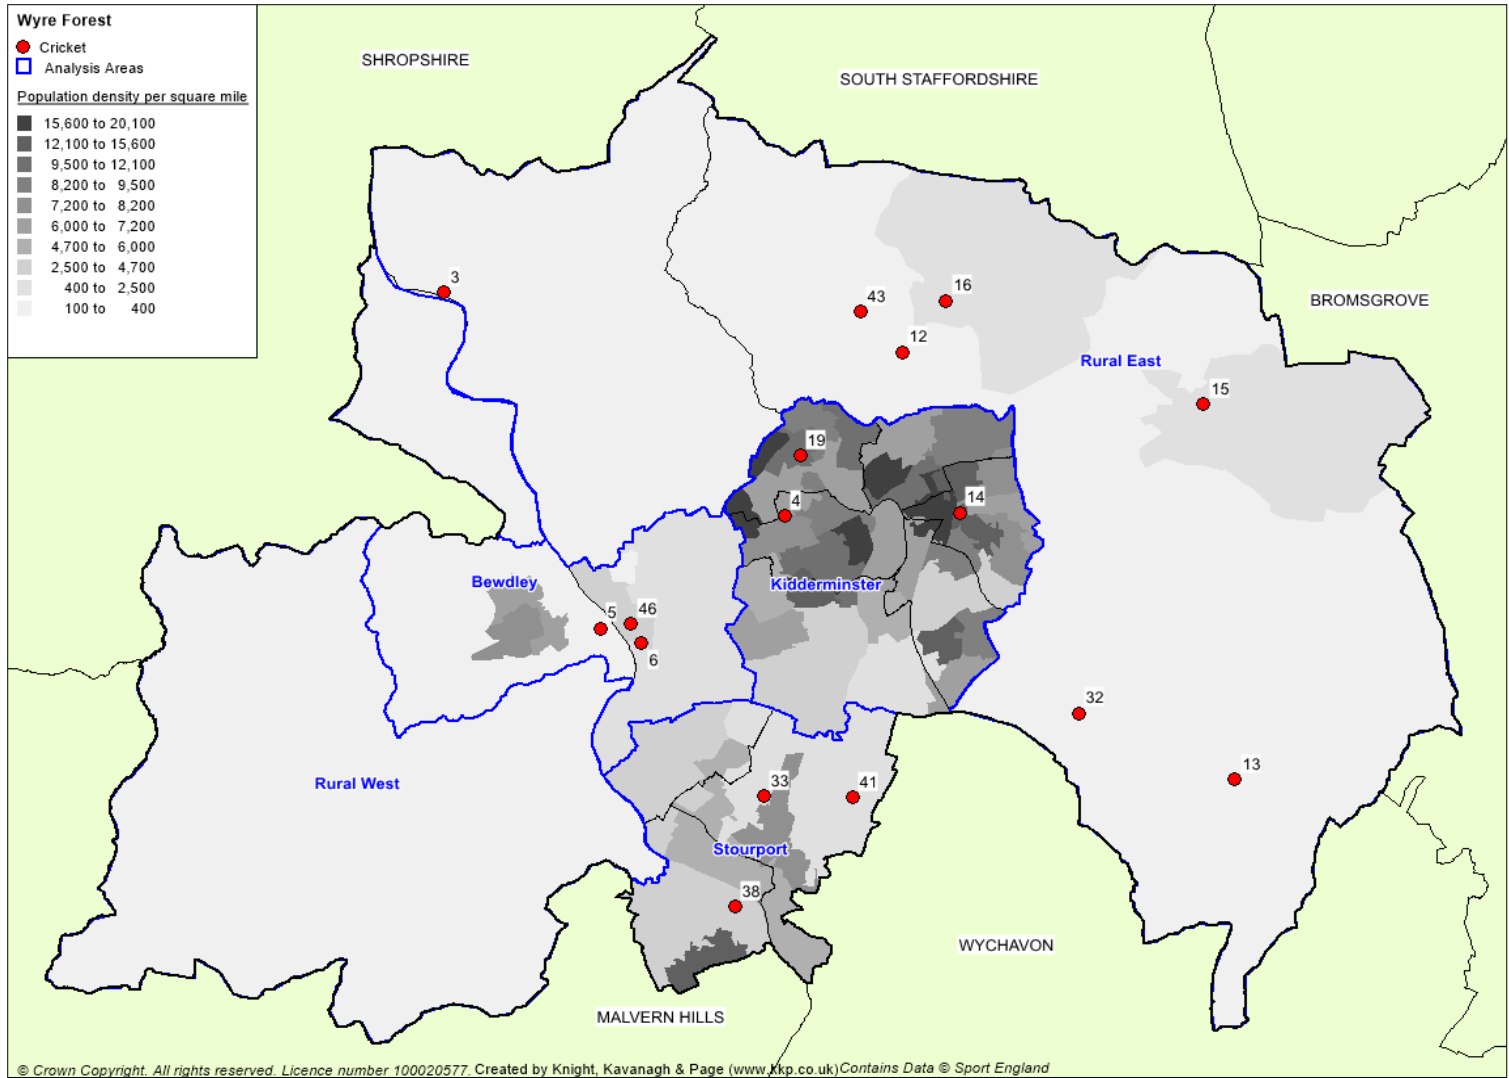 Wyre Forest
Cricket
Analysis Areas
Population density per square mile
15,600 to 20,100
12,100 to 15,600
9,500 to 12,100
8,200 to 9,500
7,200 to 8,200
6,000 to 7,200
4,700 to 6,000
2,500 to 4,700
400 to 2,500
100 to 400
SHROPSHIRE
SOUTH STAFFORDSHIRE
3
43
16
BROMSGROVE
12
Rural East
15
19
4
14
Bewdley
Kidderminster
5
46
6
32
Rural West
33
41
13
Stourport
38
WYCHAVON
MALVERN HILLS
© Crown Copyright. All rights reserved. Licence number 100020577. Created by Knight, Kavanagh & Page (www.kkp.co.uk) Contains Data © Sport England